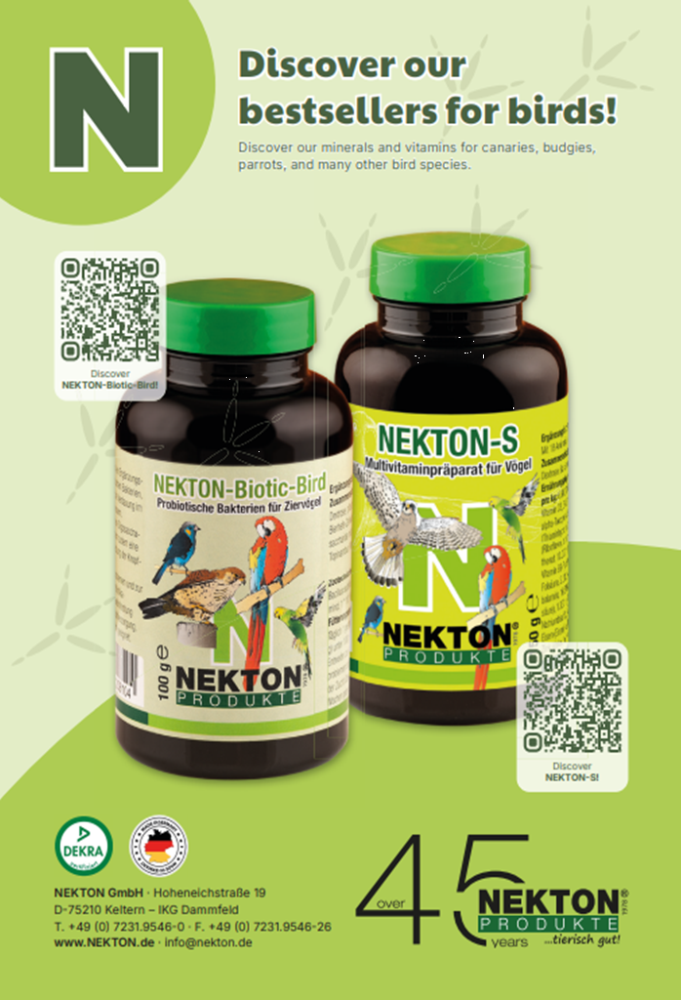 N
Discover our
bestsellers for birds!
Discover our minerals and vitamins for canaries, budgies,
parrots, and many other bird species.
Discover
NEKTON-Biotic-Bird!
NEKTON-S
Multivitaminpräparat für Vögel
N
NEKTON®
PRODUKTE
NEKTON-Biotic-Bird
Probiotische Bakterien für Ziervögel
N
100 g e
NEKTON®
PRODUKTE
Discover
NEKTON-S!
DEKRA
NEKTON GmbH · Hoheneichstraße 19
D-75210 Keltern – IKG Dammfeld
T. +49 (0) 7231.9546-0 · F. +49 (0) 7231.9546-26
www.NEKTON.de · info@nekton.de
over 45 years
NEKTON®
1978
PRODUKTE
...tierisch gut!